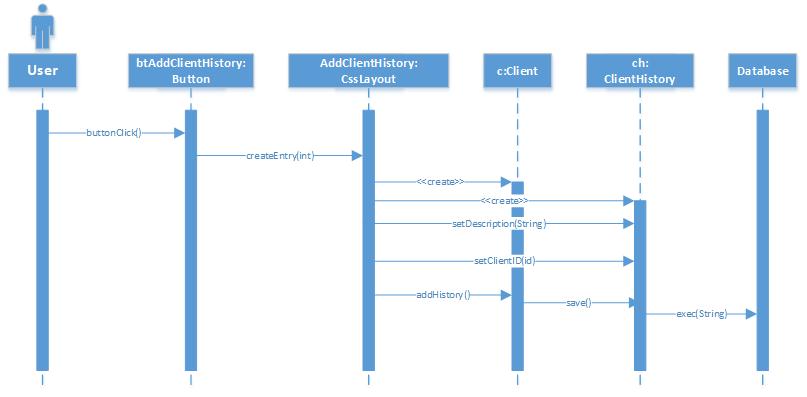 User
btAddClientHistory:
Button
AddClientHistory:
CssLayout
c:Client
ch:
ClientHistory
Database
buttonClick()
createEntry(int)
<<create>>
<<create>>
setDescription(String)
setClientID(id)
addHistory()
save()
exec(String)